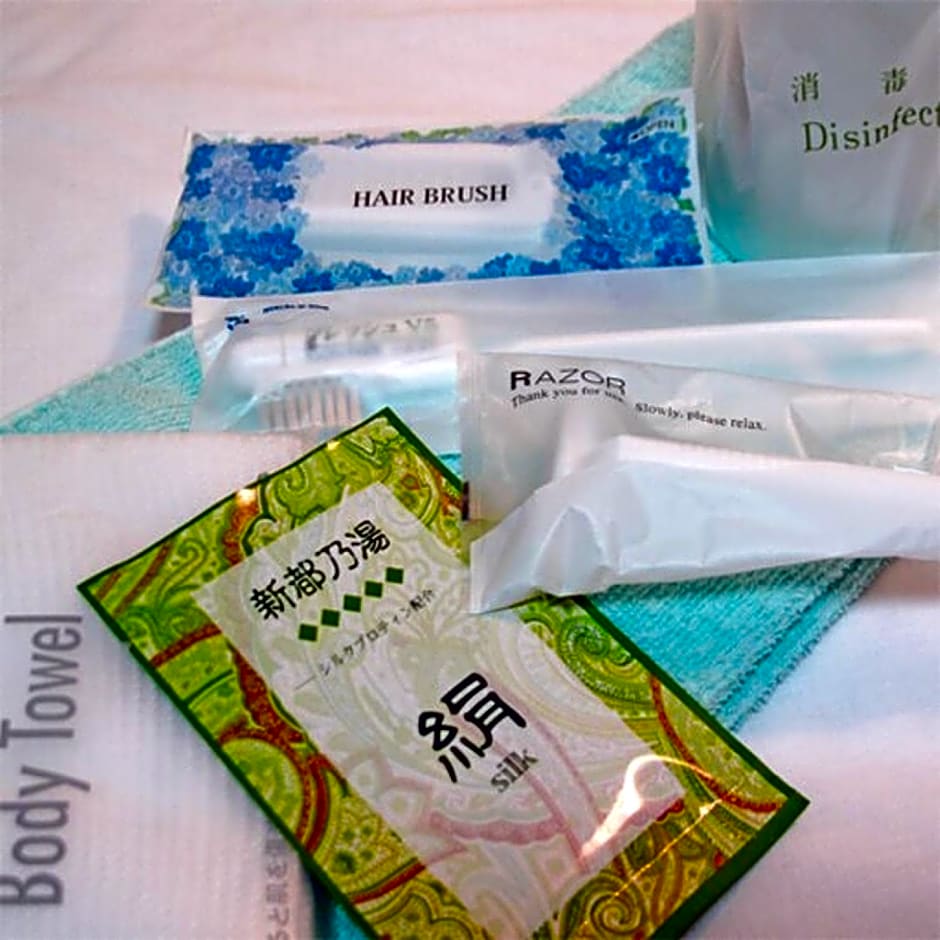 消毒
Disinfect
HAIR BRUSH
RAZOR
Thank you for use. Slowly, please relax.
新都乃湯
シルクプロティン配合
絹
silk
Body Towel